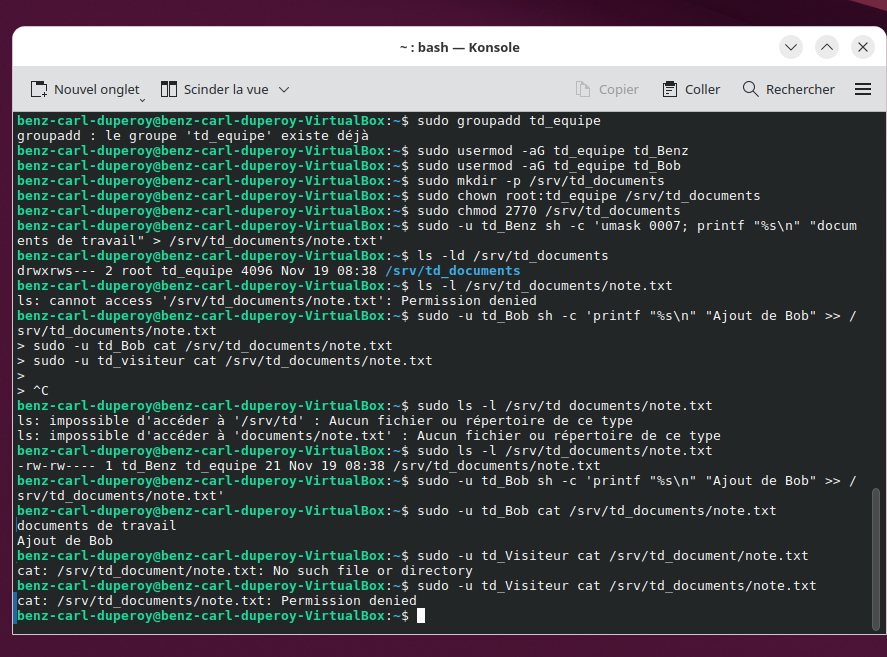 ~ : bash — Konsole
Nouvel onglet
Scinder la vue
Copier
Coller
Rechercher
benz-carl-duperoy@benz-carl-duperoy-VirtualBox:~$ sudo groupadd td_equipe
groupadd : le groupe 'td_equipe' existe déjà
benz-carl-duperoy@benz-carl-duperoy-VirtualBox:~$ sudo usermod -aG td_equipe td_Benz
benz-carl-duperoy@benz-carl-duperoy-VirtualBox:~$ sudo usermod -aG td_equipe td_Bob
benz-carl-duperoy@benz-carl-duperoy-VirtualBox:~$ sudo mkdir -p /srv/td_documents
benz-carl-duperoy@benz-carl-duperoy-VirtualBox:~$ sudo chown root:td_equipe /srv/td_documents
benz-carl-duperoy@benz-carl-duperoy-VirtualBox:~$ sudo chmod 2770 /srv/td_documents
benz-carl-duperoy@benz-carl-duperoy-VirtualBox:~$ sudo -u td_Benz sh -c 'umask 0007; printf "%s\n" "docum
ents de travail" > /srv/td_documents/note.txt'
benz-carl-duperoy@benz-carl-duperoy-VirtualBox:~$ ls -ld /srv/td_documents
drwxrws--- 2 root td_equipe 4096 Nov 19 08:38 /srv/td_documents
benz-carl-duperoy@benz-carl-duperoy-VirtualBox:~$ ls -l /srv/td_documents/note.txt
ls: cannot access '/srv/td_documents/note.txt': Permission denied
benz-carl-duperoy@benz-carl-duperoy-VirtualBox:~$ sudo -u td_Bob sh -c 'printf "%s\n" "Ajout de Bob" >> /
srv/td_documents/note.txt
> sudo -u td_Bob cat /srv/td_documents/note.txt
> sudo -u td_visiteur cat /srv/td_documents/note.txt
>
> ^C
benz-carl-duperoy@benz-carl-duperoy-VirtualBox:~$ sudo ls -l /srv/td documents/note.txt
ls: impossible d'accéder à '/srv/td' : Aucun fichier ou répertoire de ce type
ls: impossible d'accéder à 'documents/note.txt' : Aucun fichier ou répertoire de ce type
benz-carl-duperoy@benz-carl-duperoy-VirtualBox:~$ sudo ls -l /srv/td_documents/note.txt
-rw-rw---- 1 td_Benz td_equipe 21 Nov 19 08:38 /srv/td_documents/note.txt
benz-carl-duperoy@benz-carl-duperoy-VirtualBox:~$ sudo -u td_Bob sh -c 'printf "%s\n" "Ajout de Bob" >> /
srv/td_documents/note.txt'
benz-carl-duperoy@benz-carl-duperoy-VirtualBox:~$ sudo -u td_Bob cat /srv/td_documents/note.txt
documents de travail
Ajout de Bob
benz-carl-duperoy@benz-carl-duperoy-VirtualBox:~$ sudo -u td_Visiteur cat /srv/td_document/note.txt
cat: /srv/td_document/note.txt: No such file or directory
benz-carl-duperoy@benz-carl-duperoy-VirtualBox:~$ sudo -u td_Visiteur cat /srv/td_documents/note.txt
cat: /srv/td_documents/note.txt: Permission denied
benz-carl-duperoy@benz-carl-duperoy-VirtualBox:~$